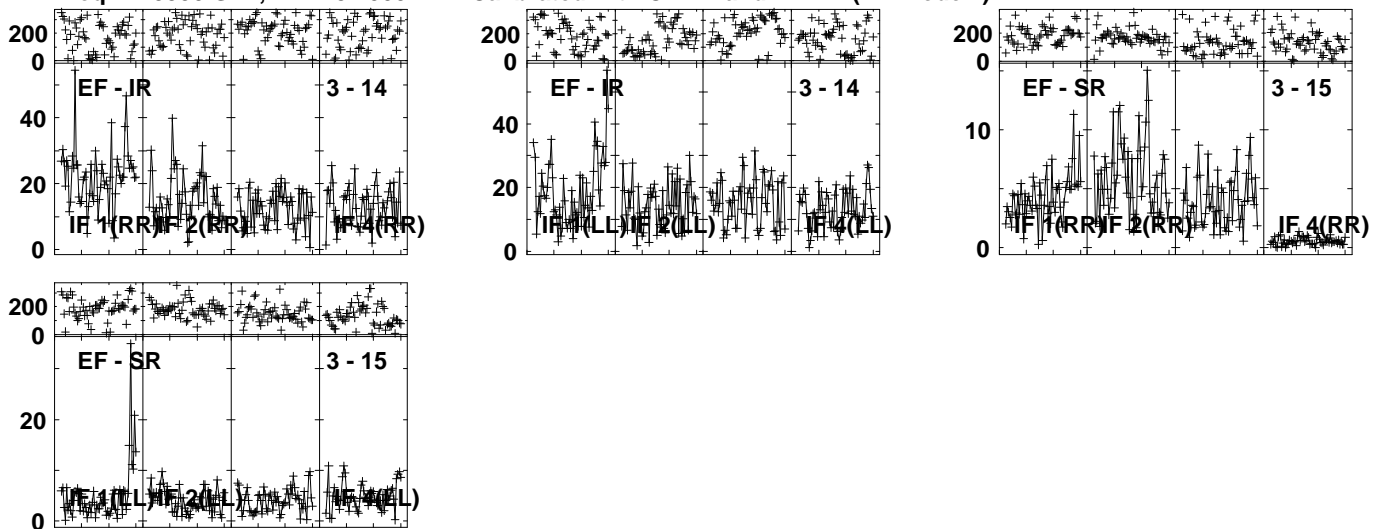 200
0
EF - IR 3 - 14
40
20
0
IF 1(RR) IF 2(RR) IF 4(RR)
200
0
EF - IR 3 - 14
40
20
0
IF 1(LL) IF 2(LL) IF 4(LL)
200
0
EF - SR 3 - 15
10
0
IF 1(RR) IF 2(RR) IF 4(RR)
200
0
EF - SR 3 - 15
20
0
IF 1(LL) IF 2(LL) IF 4(LL)